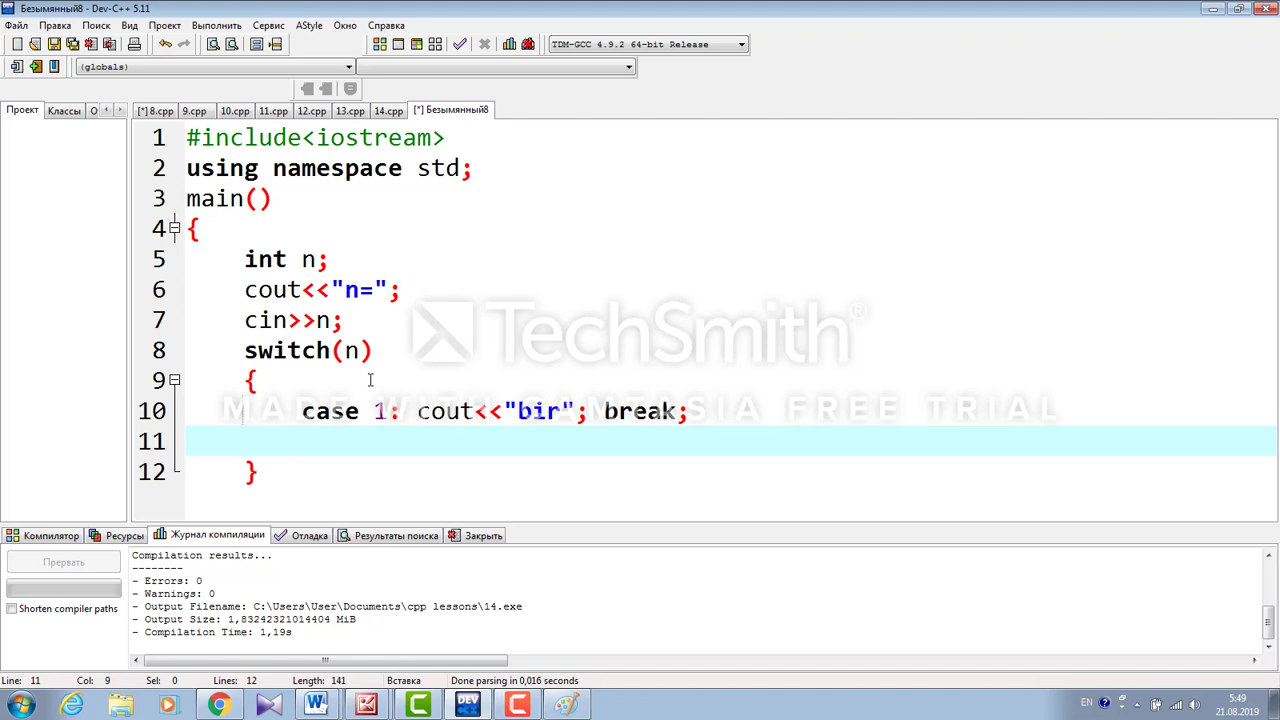 Безымянный8 - Dev-C++ 5.11
Файл Правка Поиск Вид Проект Выполнить Сервис AStyle Окно Справка
TDM-GCC 4.9.2 64-bit Release
(globals)
Проект Классы О [*] 8.cpp 9.cpp 10.cpp 11.cpp 12.cpp 13.cpp 14.cpp [*] Безымянный8
1 #include<iostream>
2 using namespace std;
3 main()
4 {
5 int n;
6 cout<<"n=";
7 cin>>n;
8 switch(n)
9 {
10 case 1: cout<<"bir"; break;
11
12 }
TechSmith®
MADE WITH CAMTASIA FREE TRIAL
Компилятор Ресурсы Журнал компиляции Отладка Результаты поиска Закрыть
Прервать
Shorten compiler paths
Compilation results...
--------
- Errors: 0
- Warnings: 0
- Output Filename: C:\Users\User\Documents\cpp lessons\14.exe
- Output Size: 1,83242321014404 MiB
- Compilation Time: 1,19s
Line: 11 Col: 9 Sel: 0 Lines: 12 Length: 141 Вставка Done parsing in 0,016 seconds
EN 5:49
21.08.2019